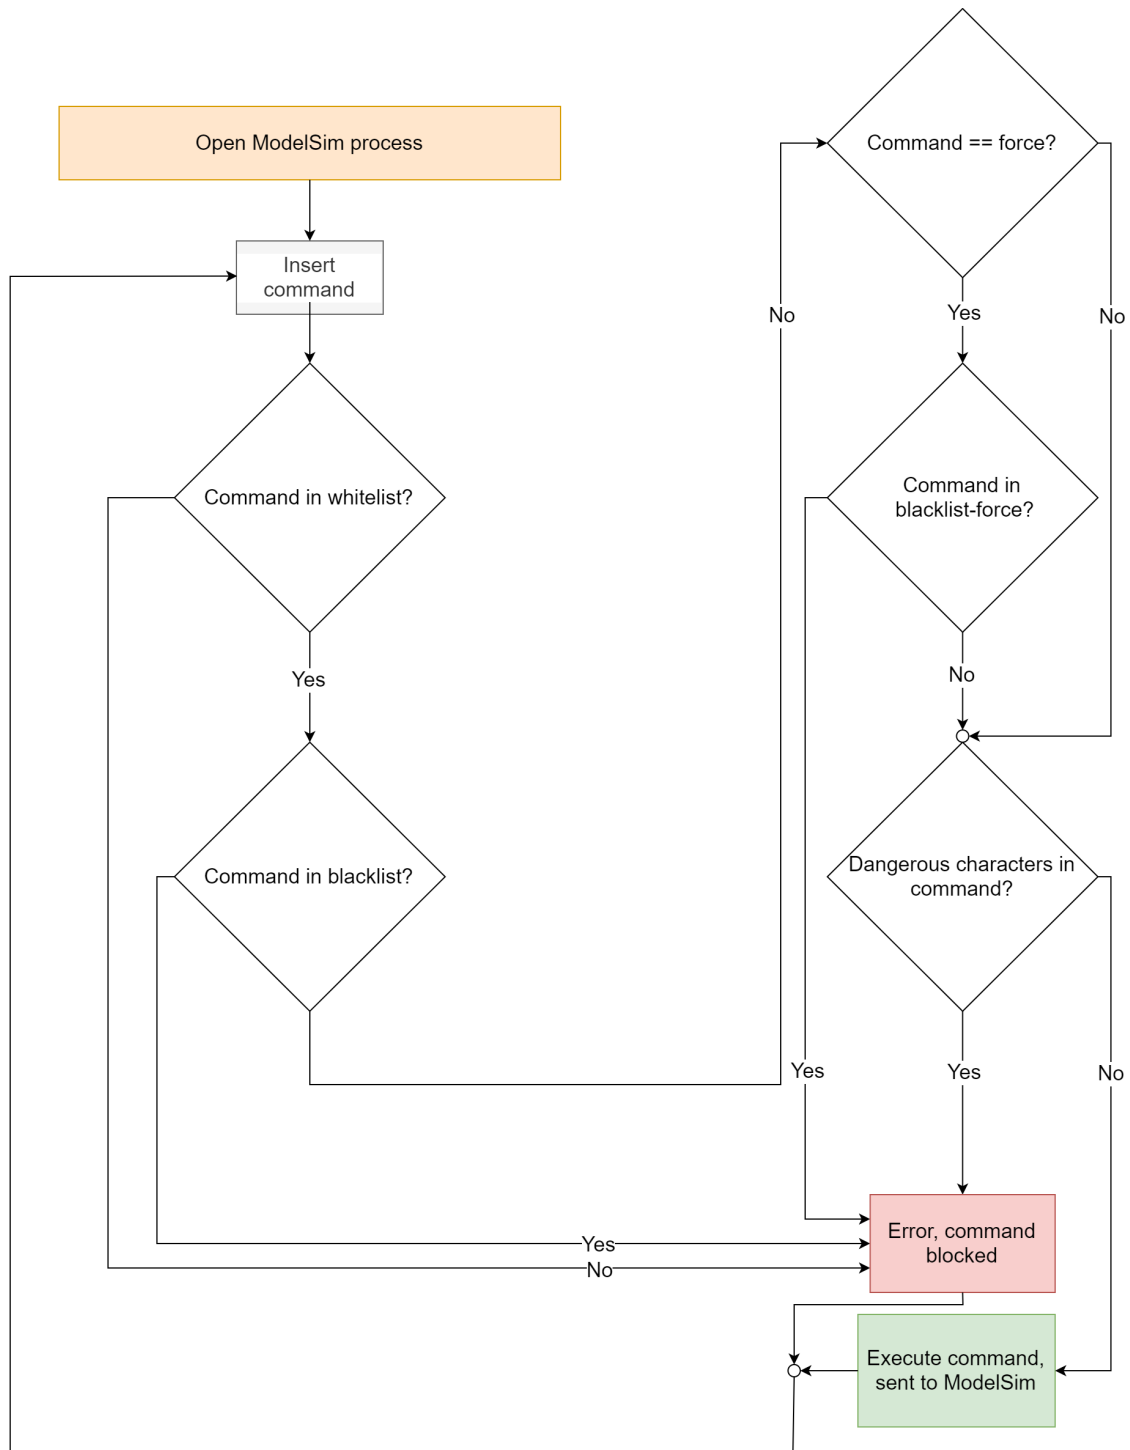 Open ModelSim process
Insert
command
Command in whitelist?
Yes
Command in blacklist?
Yes
No
No
Command == force?
Yes
No
Command in
blacklist-force?
Yes
No
Dangerous characters in
command?
Yes
No
Error, command
blocked
Execute command,
sent to ModelSim